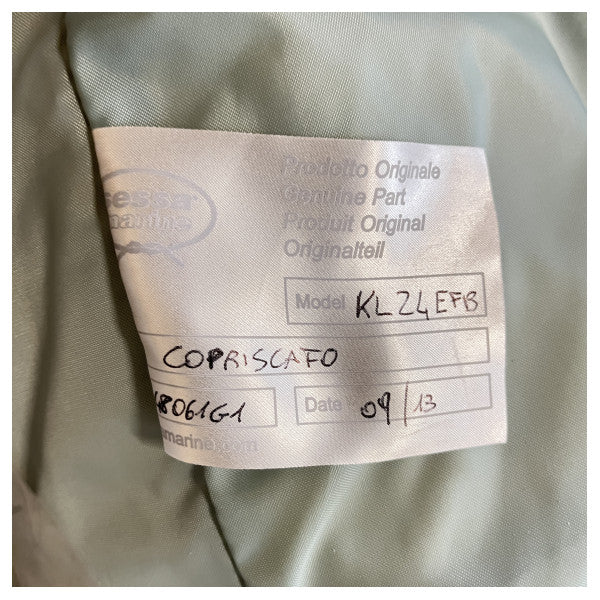 sessa
marine
Prodotto Originale
Genuine Part
Produit Original
Originalteil
Model KL24EFB
COPRISCAFO
8061G1
Date 09/13
marine.com